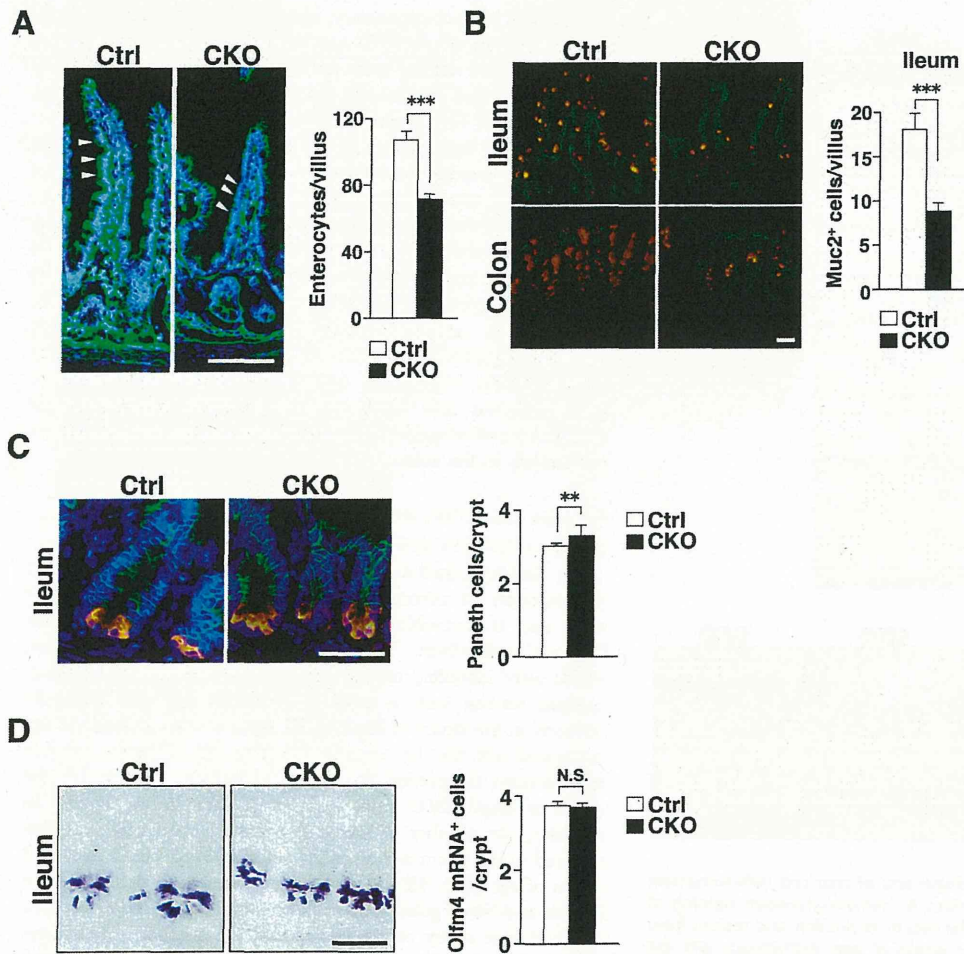 A
Ctrl CKO
Enterocytes/villus
120
80
40
0
***
Ctrl
CKO
B
Ctrl CKO
Ileum
Colon
Ileum
Muc2+ cells/villus
20
15
10
5
0
***
Ctrl
CKO
C
Ctrl CKO
Ileum
Paneth cells/crypt
4
2
0
**
Ctrl
CKO
D
Ctrl CKO
Ileum
Olfm4 mRNA+ cells
/crypt
4
2
0
N.S.
Ctrl
CKO